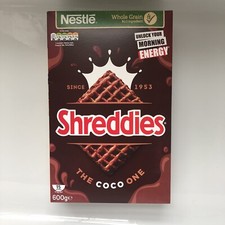 Nestlé
Whole Grain
UNLOCK YOUR
MORNING
ENERGY
SINCE 1953
Shreddies
THE COCO ONE
600g